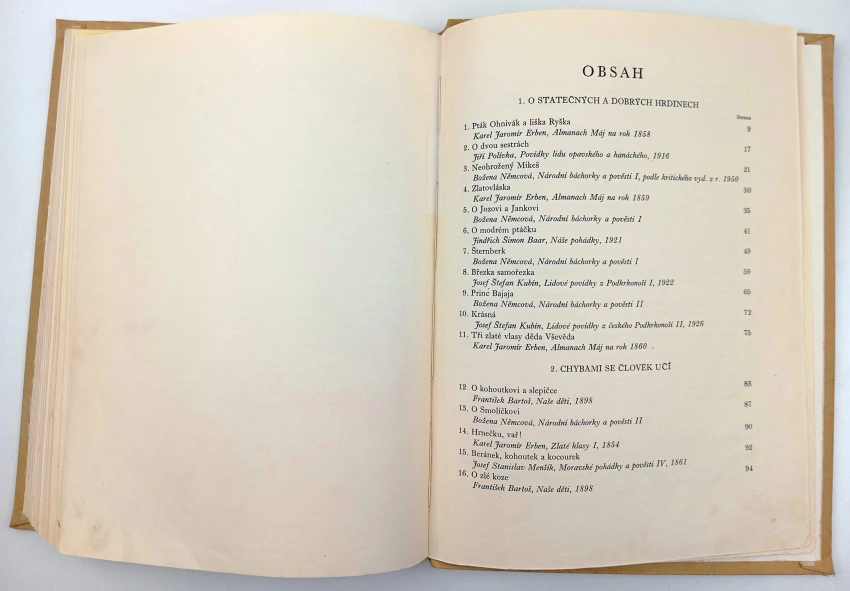 OBSAH
1. O STATEČNÝCH A DOBRÝCH HRDINECH
Strana
1. Pták Ohnivák a liška Ryška 9
Karel Jaromír Erben, Almanach Máj na rok 1858
2. O dvou sestrách 17
Jiří Polívka, Povídky lidu opavského a hanáckého, 1916
3. Neohrožený Mikeš 21
Božena Němcová, Národní báchorky a pověsti I, podle kritického vyd. z r. 1950
4. Zlatovláska 30
Karel Jaromír Erben, Almanach Máj na rok 1859
5. O Jozovi a Jankovi 35
Božena Němcová, Národní báchorky a pověsti I
6. O modrém ptáčku 41
Jindřich Šimon Baar, Naše pohádky, 1921
7. Šternberk 49
Božena Němcová, Národní báchorky a pověsti I
8. Březka samořezka 59
Josef Štefan Kubín, Lidové povídky z Podkrkonoší I, 1922
9. Princ Bajaja 65
Božena Němcová, Národní báchorky a pověsti II
10. Krásná 72
Josef Štefan Kubín, Lidové povídky z českého Podkrkonoší II, 1926
11. Tři zlaté vlasy děda Vševěda 75
Karel Jaromír Erben, Almanach Máj na rok 1860
2. CHYBAMI SE ČLOVĚK UČÍ
12 O kohoutkovi a slepičce 85
František Bartoš, Naše děti, 1898
13. O Smolíčkovi 87
Božena Němcová, Národní báchorky a pověsti II
14. Hrnečku, vař! 90
Karel Jaromír Erben, Zlaté klasy I, 1854
15. Beránek, kohoutek a kocourek 92
Josef Stanislav Menšík, Moravské pohádky a pověsti IV, 1861
16. O zlé koze 94
František Bartoš, Naše děti, 1898